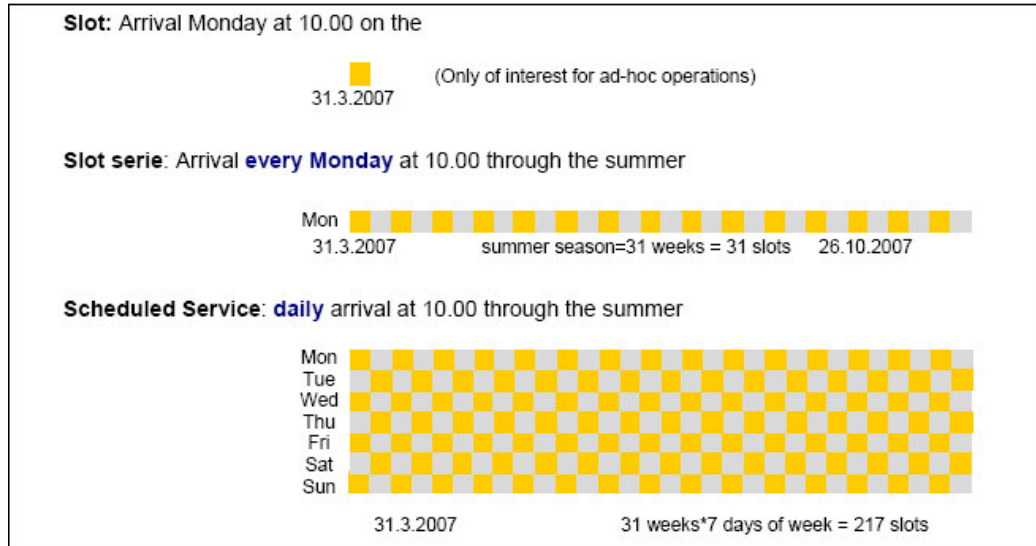 Slot: Arrival Monday at 10.00 on the
(Only of interest for ad-hoc operations)
31.3.2007
Slot serie: Arrival every Monday at 10.00 through the summer
Mon
31.3.2007 summer season=31 weeks = 31 slots 26.10.2007
Scheduled Service: daily arrival at 10.00 through the summer
Mon
Tue
Wed
Thu
Fri
Sat
Sun
31.3.2007 31 weeks*7 days of week = 217 slots